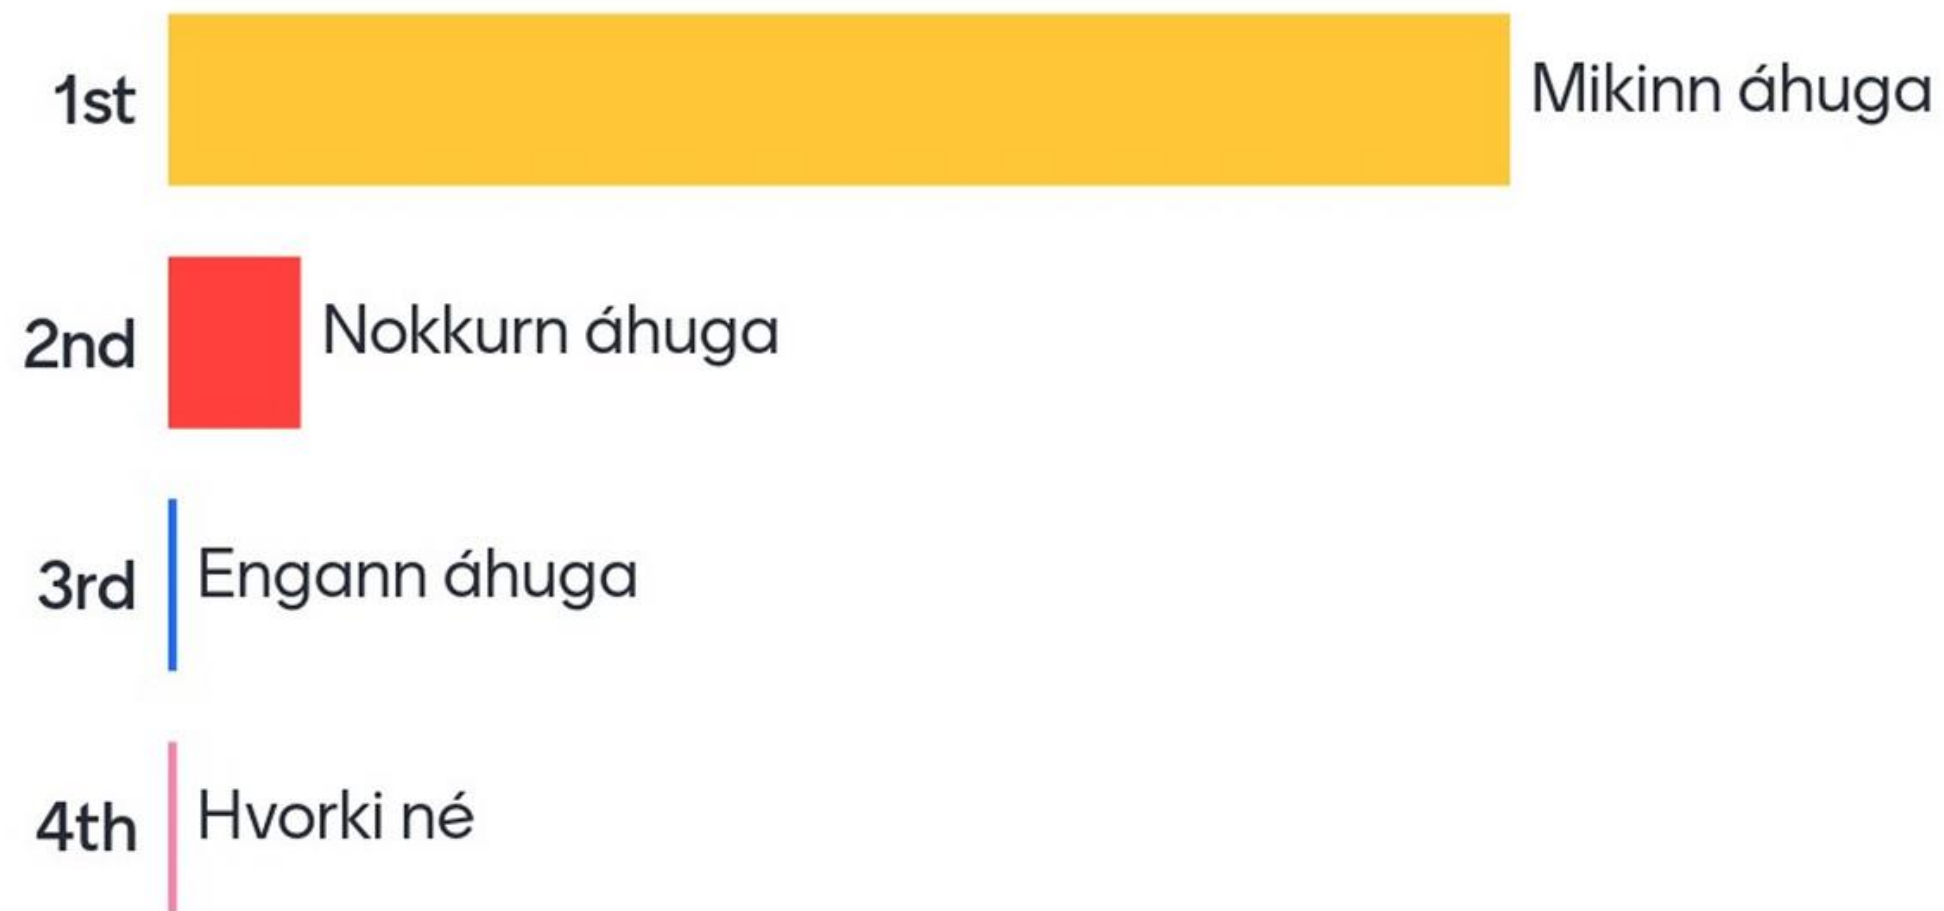 1st Mikinn áhuga
2nd Nokkurn áhuga
3rd Engann áhuga
4th Hvorki né